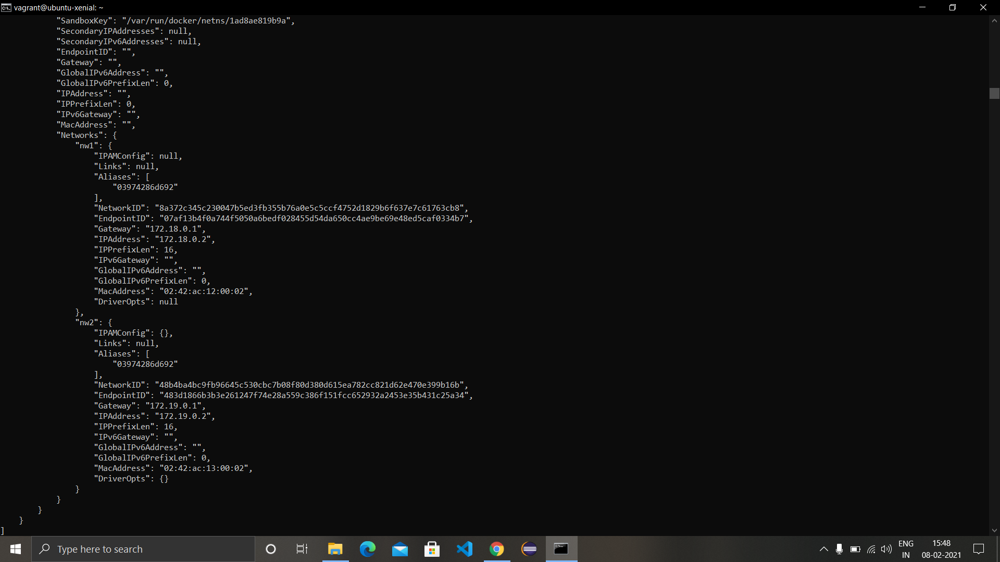 vagrant@ubuntu-xenial: ~
"SandboxKey": "/var/run/docker/netns/1ad8ae819b9a",
"SecondaryIPAddresses": null,
"SecondaryIPv6Addresses": null,
"EndpointID": "",
"Gateway": "",
"GlobalIPv6Address": "",
"GlobalIPv6PrefixLen": 0,
"IPAddress": "",
"IPPrefixLen": 0,
"IPv6Gateway": "",
"MacAddress": "",
"Networks": {
"nw1": {
"IPAMConfig": null,
"Links": null,
"Aliases": [
"03974286d692"
],
"NetworkID": "8a372c345c230047b5ed3fb355b76a0e5c5ccf4752d1829b6f637e7c61763cb8",
"EndpointID": "07af13b4f0a744f5050a6bedf028455d54da650cc4ae9be69e48ed5caf0334b7",
"Gateway": "172.18.0.1",
"IPAddress": "172.18.0.2",
"IPPrefixLen": 16,
"IPv6Gateway": "",
"GlobalIPv6Address": "",
"GlobalIPv6PrefixLen": 0,
"MacAddress": "02:42:ac:12:00:02",
"DriverOpts": null
},
"nw2": {
"IPAMConfig": {},
"Links": null,
"Aliases": [
"03974286d692"
],
"NetworkID": "48b4ba4bc9fb96645c530cbc7b08f80d380d615ea782cc821d62e470e399b16b",
"EndpointID": "483d1866b3b3e261247f74e28a559c386f151fcc652932a2453e35b431c25a34",
"Gateway": "172.19.0.1",
"IPAddress": "172.19.0.2",
"IPPrefixLen": 16,
"IPv6Gateway": "",
"GlobalIPv6Address": "",
"GlobalIPv6PrefixLen": 0,
"MacAddress": "02:42:ac:13:00:02",
"DriverOpts": {}
}
}
}
}
]
Type here to search
ENG
IN
15:48
08-02-2021